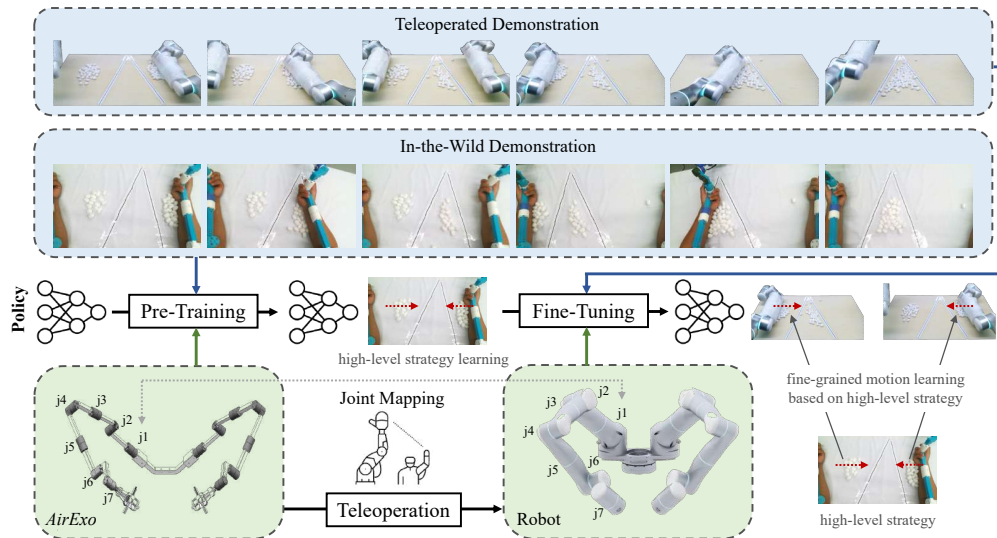 Teleoperated Demonstration
In-the-Wild Demonstration
Policy
Pre-Training
high-level strategy learning
Fine-Tuning
fine-grained motion learning
based on high-level strategy
high-level strategy
j4
j3
j2
j1
j5
j6
j7
AirExo
Joint Mapping
Teleoperation
j3
j2
j1
j4
j5
j6
j7
Robot